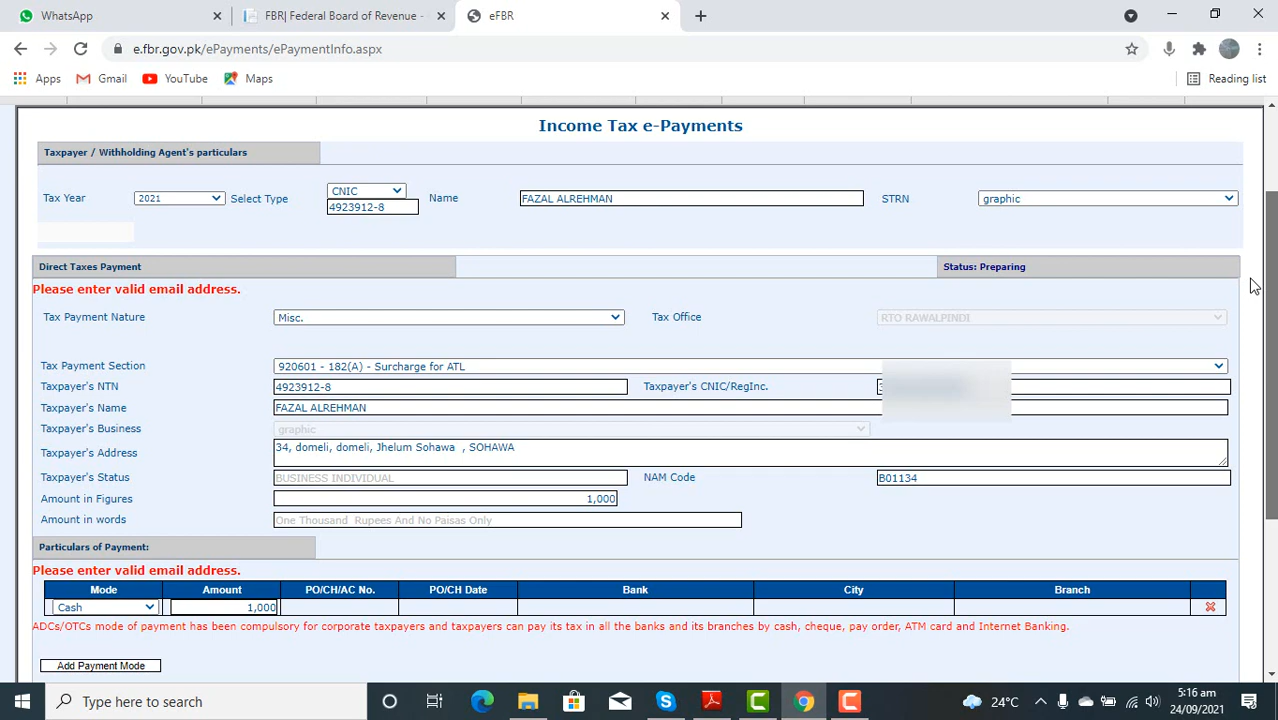 WhatsApp
FBR| Federal Board of Revenue -
eFBR
e.fbr.gov.pk/ePayments/ePaymentInfo.aspx
Apps Gmail YouTube Maps Reading list
Income Tax e-Payments
Taxpayer / Withholding Agent's particulars
Tax Year 2021 Select Type CNIC Name FAZAL ALREHMAN STRN graphic
4923912-8
Direct Taxes Payment Status: Preparing
Please enter valid email address.
Tax Payment Nature Misc. Tax Office RTO RAWALPINDI
Tax Payment Section 920601 - 182(A) - Surcharge for ATL
Taxpayer's NTN 4923912-8 Taxpayer's CNIC/RegInc.
Taxpayer's Name FAZAL ALREHMAN
Taxpayer's Business graphic
Taxpayer's Address 34, domeli, domeli, Jhelum Sohawa , SOHAWA
Taxpayer's Status BUSINESS INDIVIDUAL NAM Code B01134
Amount in Figures 1,000
Amount in words One Thousand Rupees And No Paisas Only
Particulars of Payment:
Please enter valid email address.
Mode Amount PO/CH/AC No. PO/CH Date Bank City Branch
Cash 1,000
ADCs/OTCs mode of payment has been compulsory for corporate taxpayers and taxpayers can pay its tax in all the banks and its branches by cash, cheque, pay order, ATM card and Internet Banking.
Add Payment Mode
Type here to search
24°C
5:16 am
24/09/2021